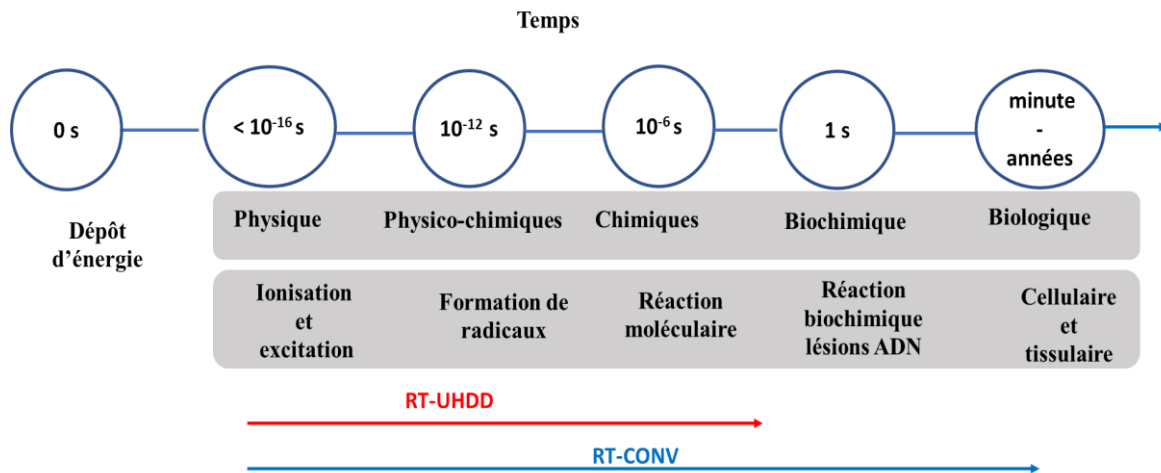 Temps
0 s
< 10⁻¹⁶ s
10⁻¹² s
10⁻⁶ s
1 s
minute
-
années
Dépôt
d’énergie
Physique
Physico-chimiques
Chimiques
Biochimique
Biologique
Ionisation
et
excitation
Formation de
radicaux
Réaction
moléculaire
Réaction
biochimique
lésions ADN
Cellulaire
et
tissulaire
RT-UHDD
RT-CONV